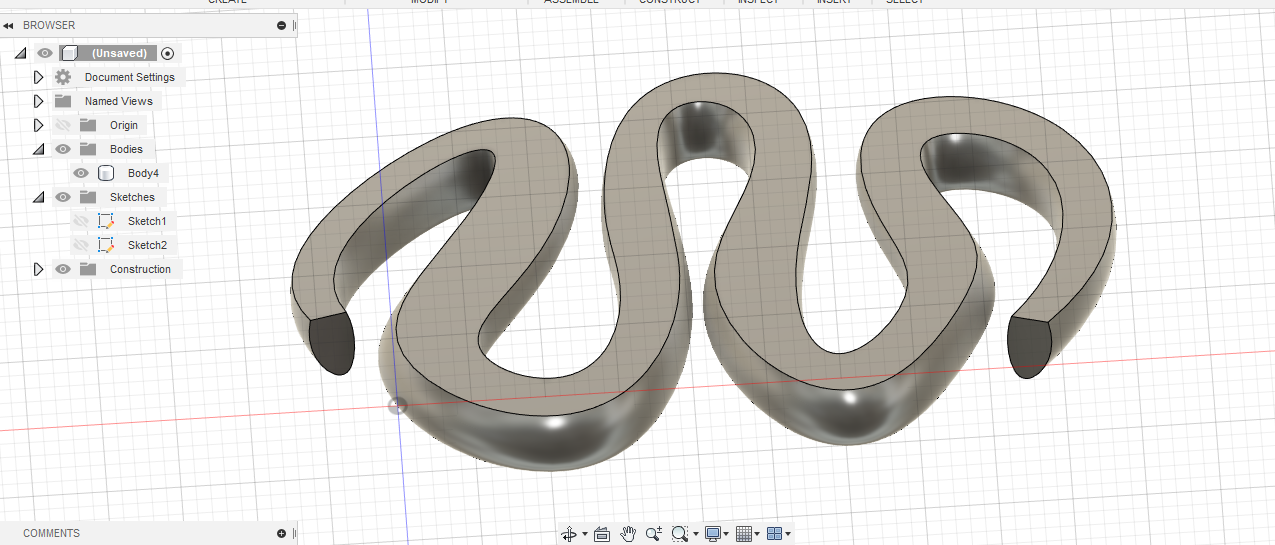 CREATE MODIFY ASSEMBLE CONSTRUCT INSPECT INSERT SELECT
BROWSER
(Unsaved)
Document Settings
Named Views
Origin
Bodies
Body4
Sketches
Sketch1
Sketch2
Construction
COMMENTS